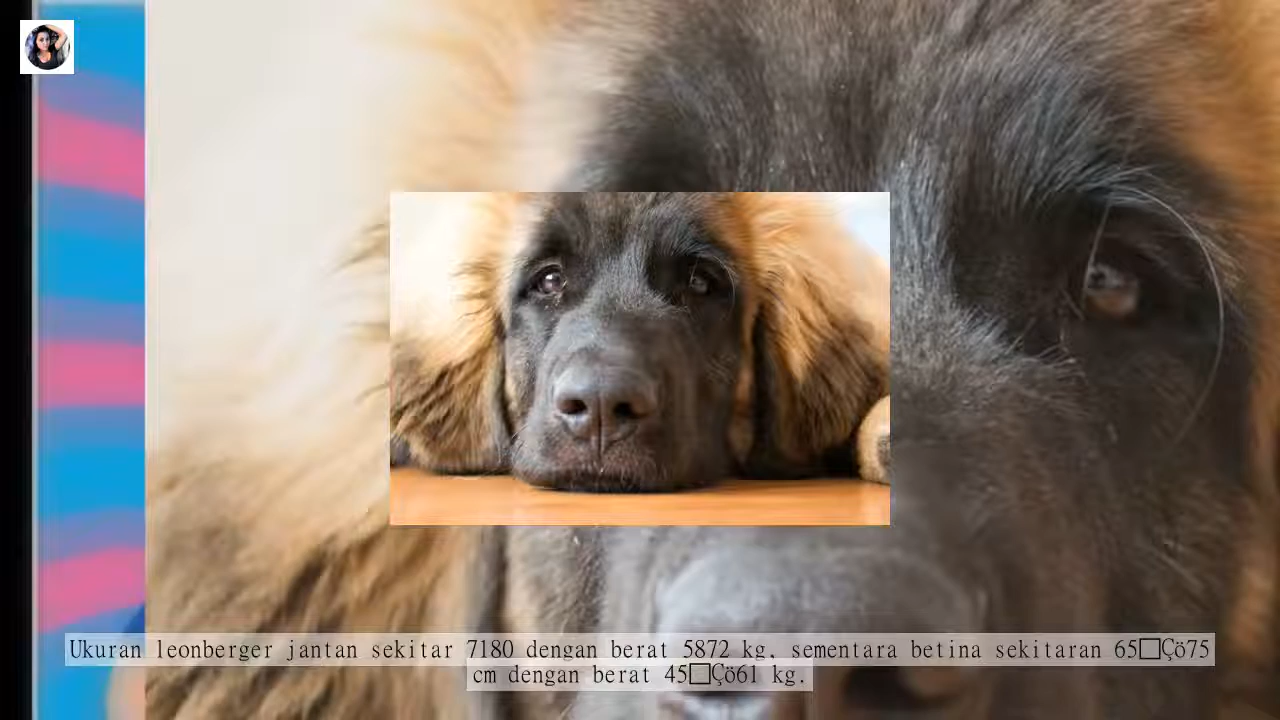 Ukuran leonberger jantan sekitar 7180 dengan berat 5872 kg, sementara betina sekitaran 65□Çö75
cm dengan berat 45□Çö61 kg.